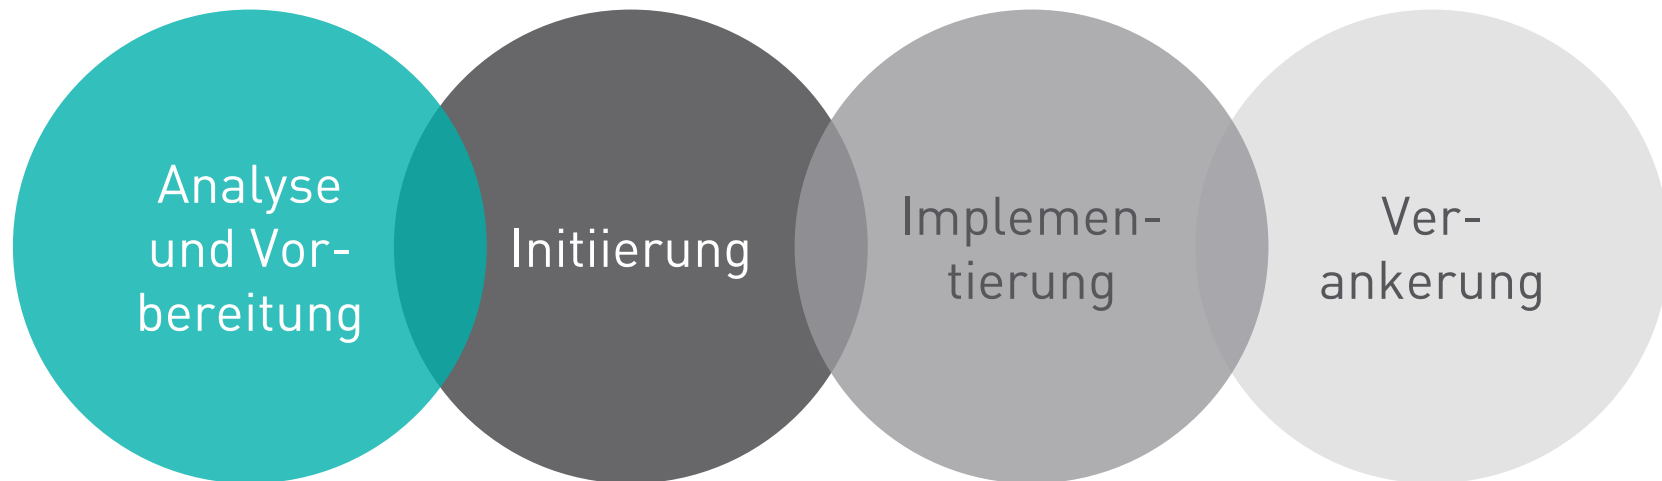 Analyse
und Vor-
bereitung
Initiierung
Implemen-
tierung
Ver-
ankerung